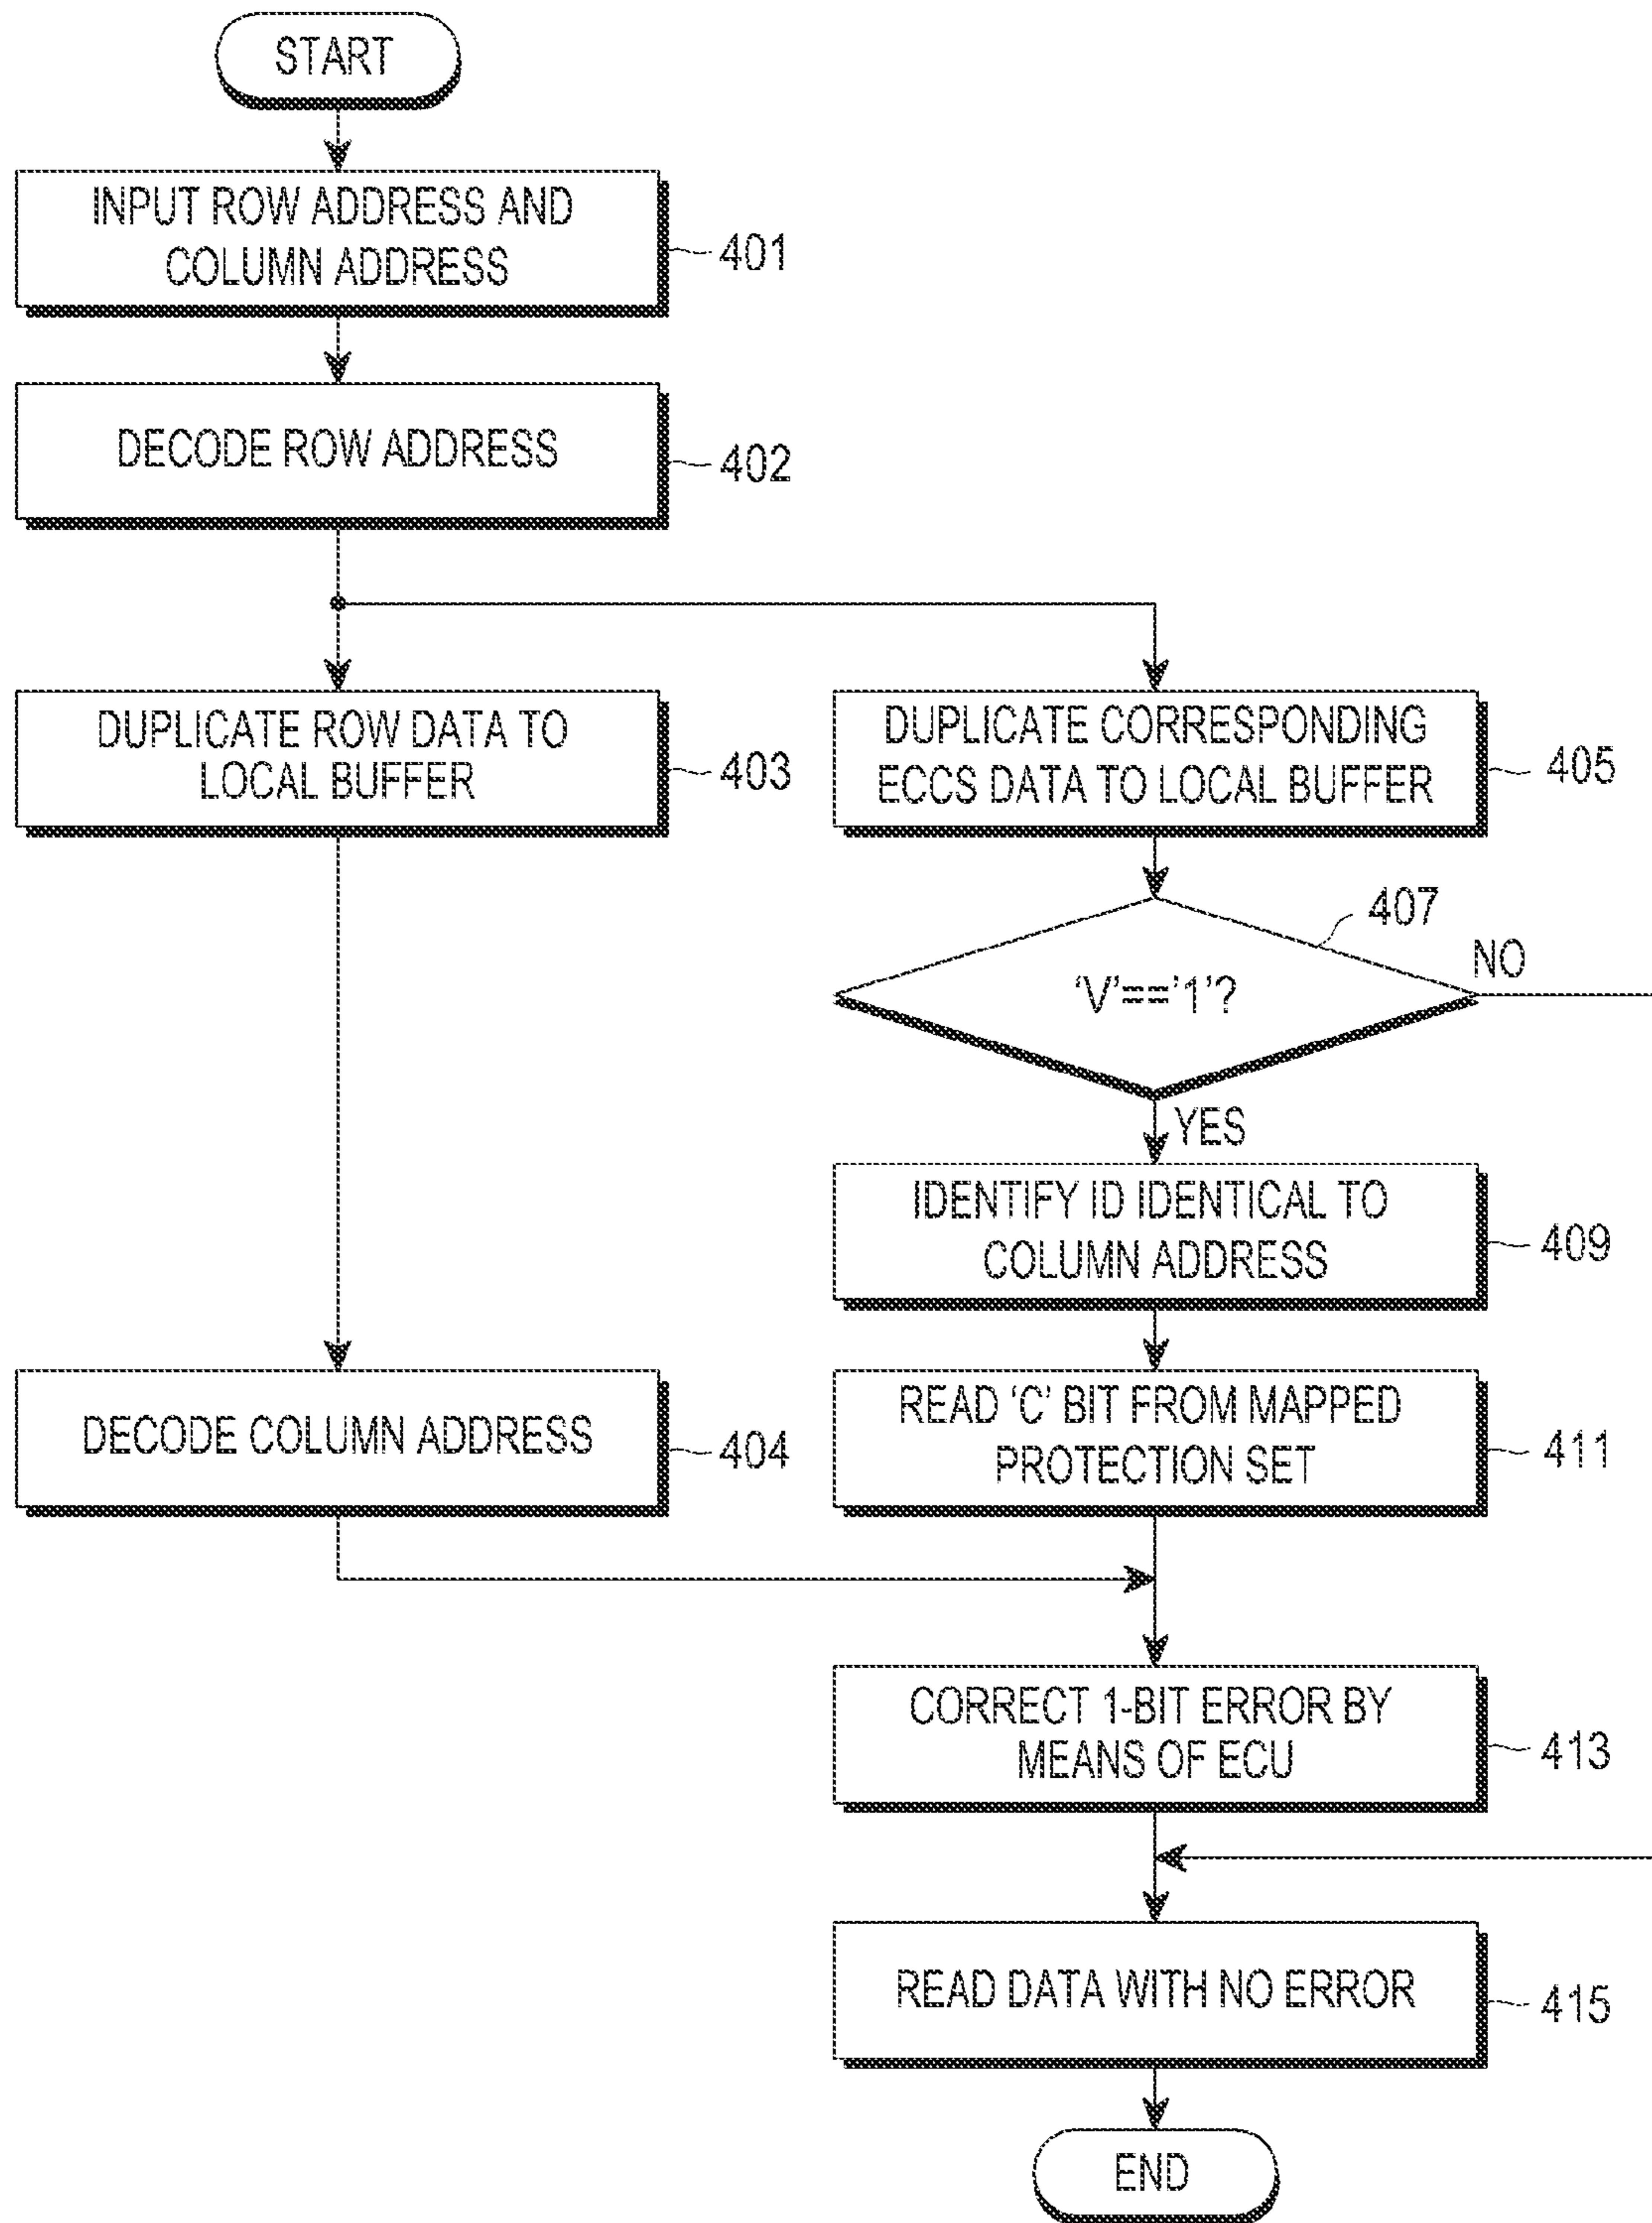 START
INPUT ROW ADDRESS AND
COLUMN ADDRESS
401
DECODE ROW ADDRESS
402
DUPLICATE ROW DATA TO
LOCAL BUFFER
403
DUPLICATE CORRESPONDING
ECCS DATA TO LOCAL BUFFER
405
407
'V'=='1'?
NO
YES
IDENTIFY ID IDENTICAL TO
COLUMN ADDRESS
409
DECODE COLUMN ADDRESS
404
READ 'C' BIT FROM MAPPED
PROTECTION SET
411
CORRECT 1-BIT ERROR BY
MEANS OF ECU
413
READ DATA WITH NO ERROR
415
END